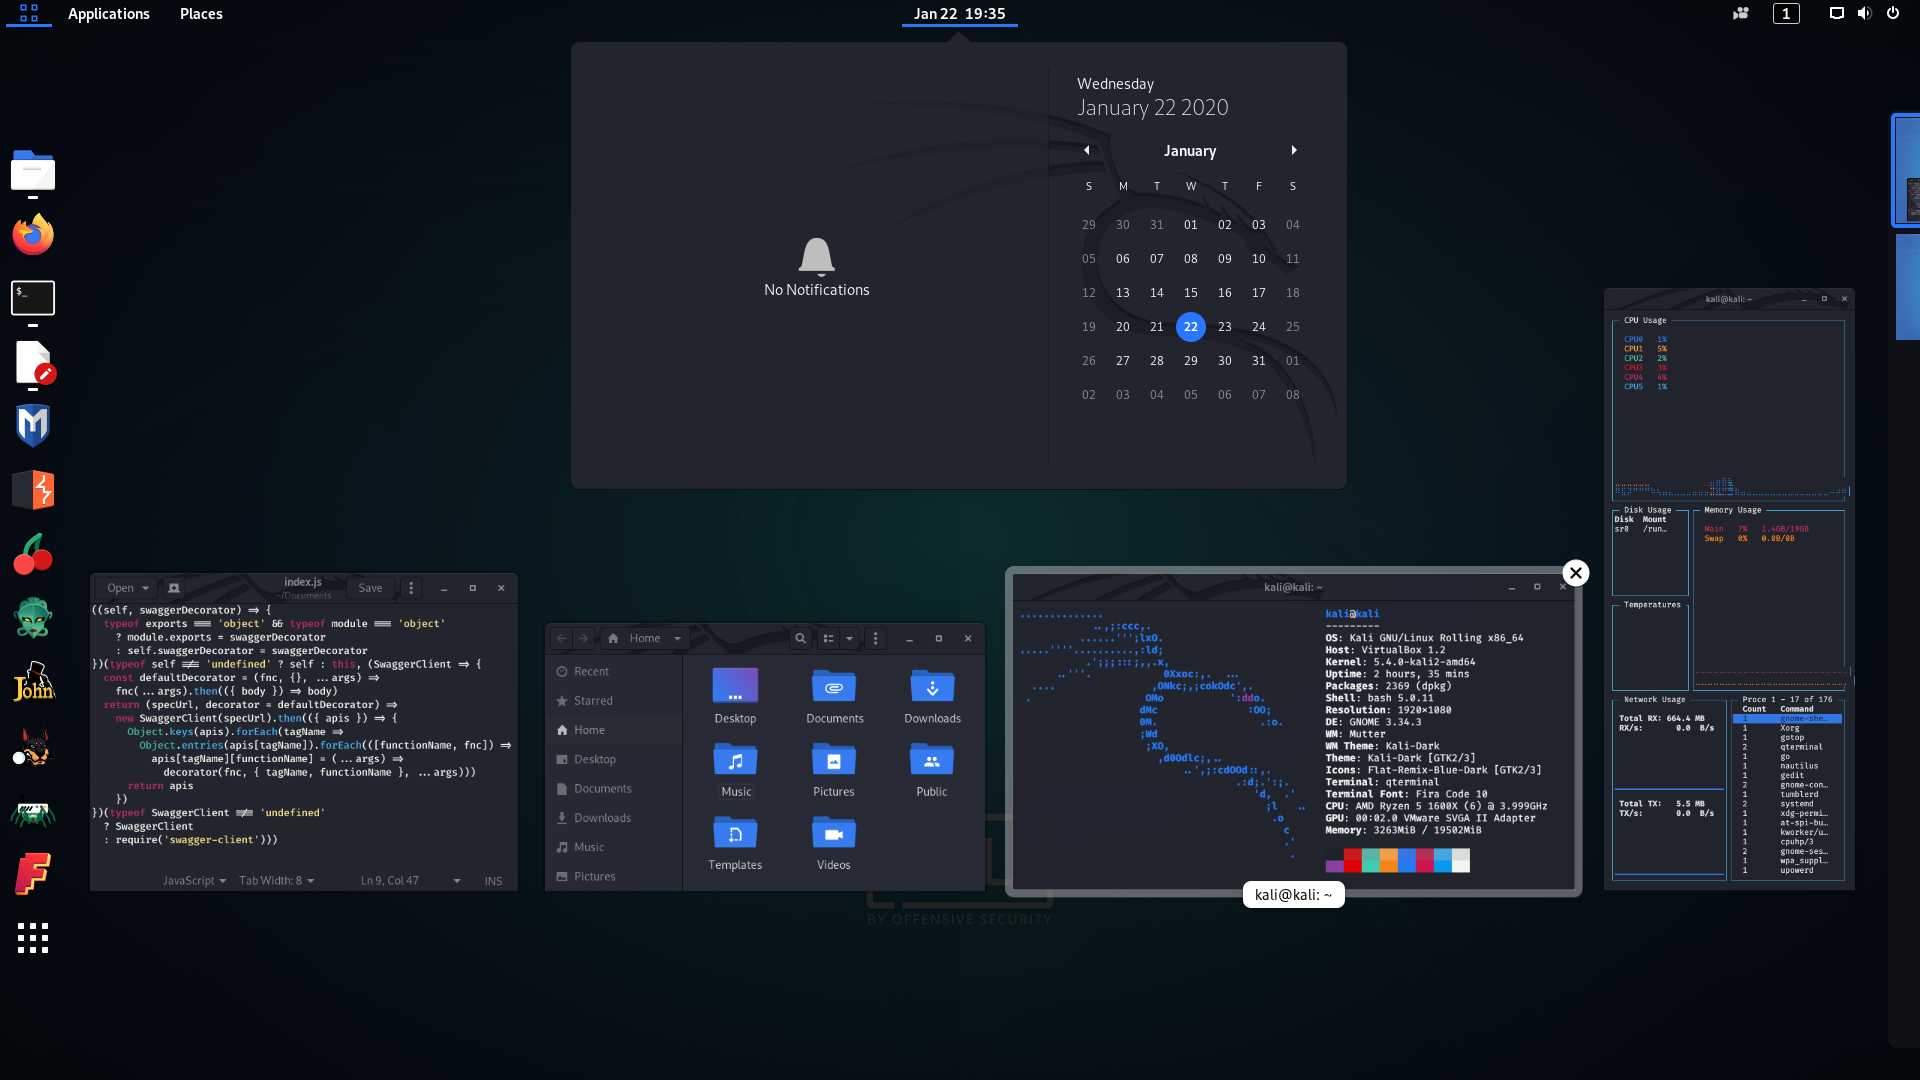 Applications Places Jan 22 19:35 1
Wednesday
January 22 2020
January
S M T W T F S
29 30 31 01 02 03 04
05 06 07 08 09 10 11
12 13 14 15 16 17 18
19 20 21 22 23 24 25
26 27 28 29 30 31 01
02 03 04 05 06 07 08
No Notifications
$_
John
Open
index.js
~/Documents
Save
((self, swaggerDecorator) => {
typeof exports === 'object' && typeof module === 'object'
? module.exports = swaggerDecorator
: self.swaggerDecorator = swaggerDecorator
})(typeof self !== 'undefined' ? self : this, (SwaggerClient => {
const defaultDecorator = (fnc, {}, ...args) =>
fnc(...args).then(({ body }) => body)
return (specUrl, decorator = defaultDecorator) =>
new SwaggerClient(specUrl).then(({ apis }) => {
Object.keys(apis).forEach(tagName =>
Object.entries(apis[tagName]).forEach(([functionName, fnc]) =>
apis[tagName][functionName] = (...args) =>
decorator(fnc, { tagName, functionName }, ...args)))
return apis
})
})(typeof SwaggerClient !== 'undefined'
? SwaggerClient
: require('swagger-client')))
JavaScript Tab Width: 8 Ln 9, Col 47 INS
Home
Recent
Starred
Home
Desktop
Documents
Downloads
Music
Pictures
Desktop Documents Downloads
Music Pictures Public
Templates Videos
kali@kali: ~
kali@kali
---------
OS: Kali GNU/Linux Rolling x86_64
Host: VirtualBox 1.2
Kernel: 5.4.0-kali2-amd64
Uptime: 2 hours, 35 mins
Packages: 2369 (dpkg)
Shell: bash 5.0.11
Resolution: 1920×1080
DE: GNOME 3.34.3
WM: Mutter
WM Theme: Kali-Dark
Theme: Kali-Dark [GTK2/3]
Icons: Flat-Remix-Blue-Dark [GTK2/3]
Terminal: qterminal
Terminal Font: Fira Code 10
CPU: AMD Ryzen 5 1600X (6) @ 3.999GHz
GPU: 00:02.0 VMware SVGA II Adapter
Memory: 3263MiB / 19502MiB
kali@kali: ~
BY OFFENSIVE SECURITY
kali@kali: ~
CPU Usage
CPU0 1%
CPU1 5%
CPU2 2%
CPU3 3%
CPU4 4%
CPU5 1%
Disk Usage
Disk Mount
sr0 /run…
Memory Usage
Main 7% 1.4GB/19GB
Swap 0% 0.0B/0B
Temperatures
Network Usage
Total RX: 664.4 MB
RX/s: 0.0 B/s
Total TX: 5.5 MB
TX/s: 0.0 B/s
Proce 1 - 17 of 176
Count Command
1 gnome-she…
1 Xorg
1 gotop
2 qterminal
1 go
1 nautilus
1 gedit
2 gnome-con…
1 tumblerd
2 systemd
1 xdg-permi…
1 at-spi-bu…
1 kworker/u…
1 cpuhp/3
2 gnome-ses…
1 wpa_suppl…
1 upowerd